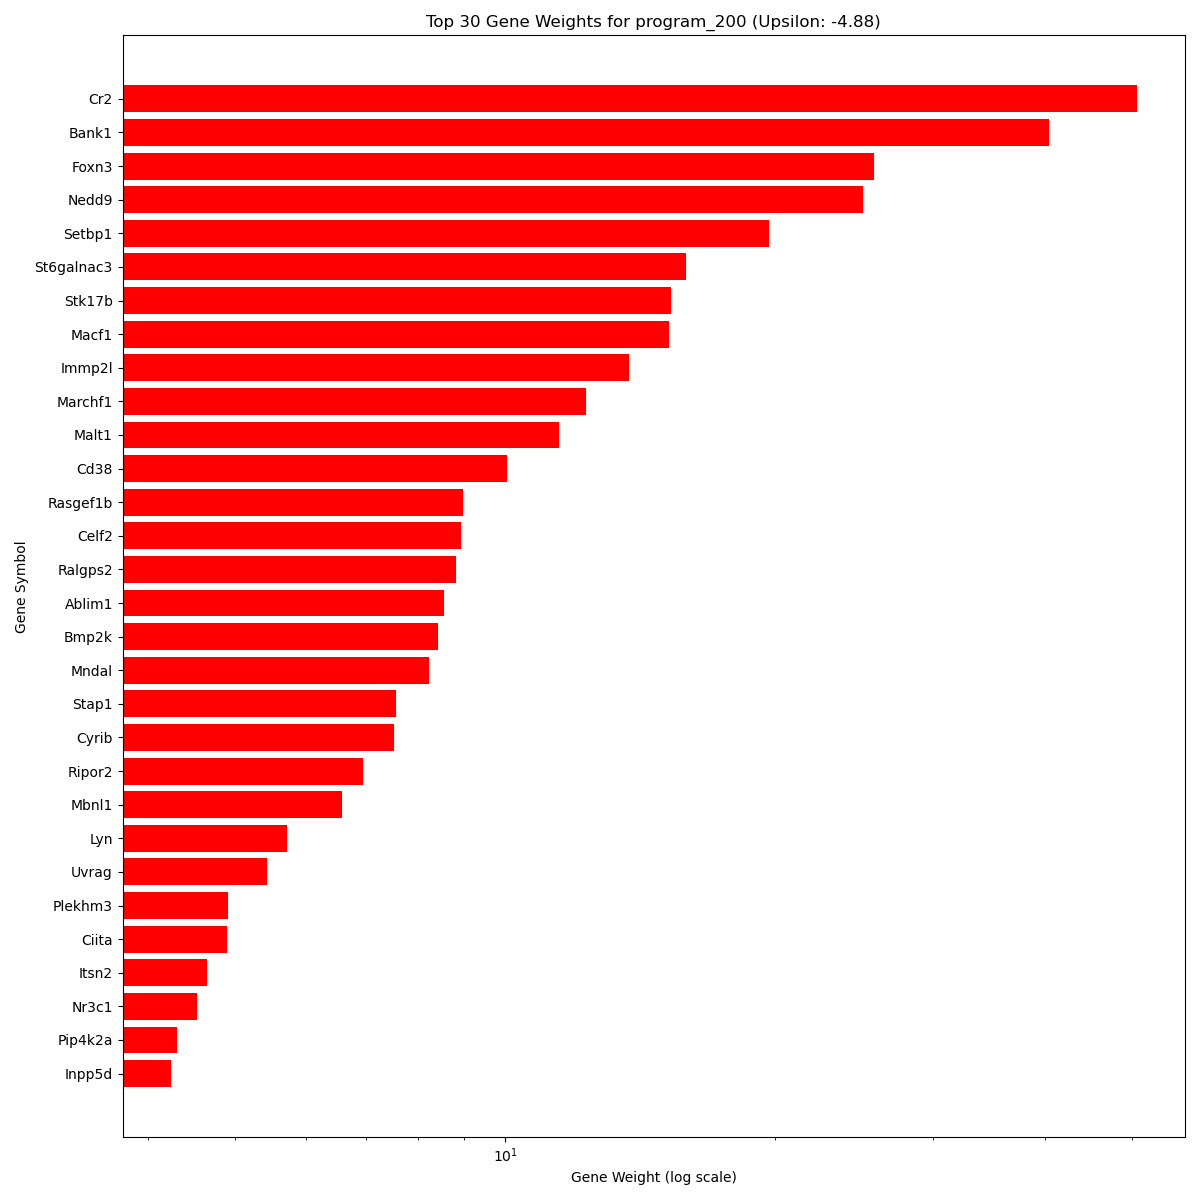 Top 30 Gene Weights for program_200 (Upsilon: -4.88)
Cr2
Bank1
Foxn3
Nedd9
Setbp1
St6galnac3
Stk17b
Macf1
Immp2l
Marchf1
Malt1
Cd38
Rasgef1b
Celf2
Ralgps2
Ablim1
Bmp2k
Mndal
Stap1
Cyrib
Ripor2
Mbnl1
Lyn
Uvrag
Plekhm3
Ciita
Itsn2
Nr3c1
Pip4k2a
Inpp5d
Gene Symbol
10¹
Gene Weight (log scale)